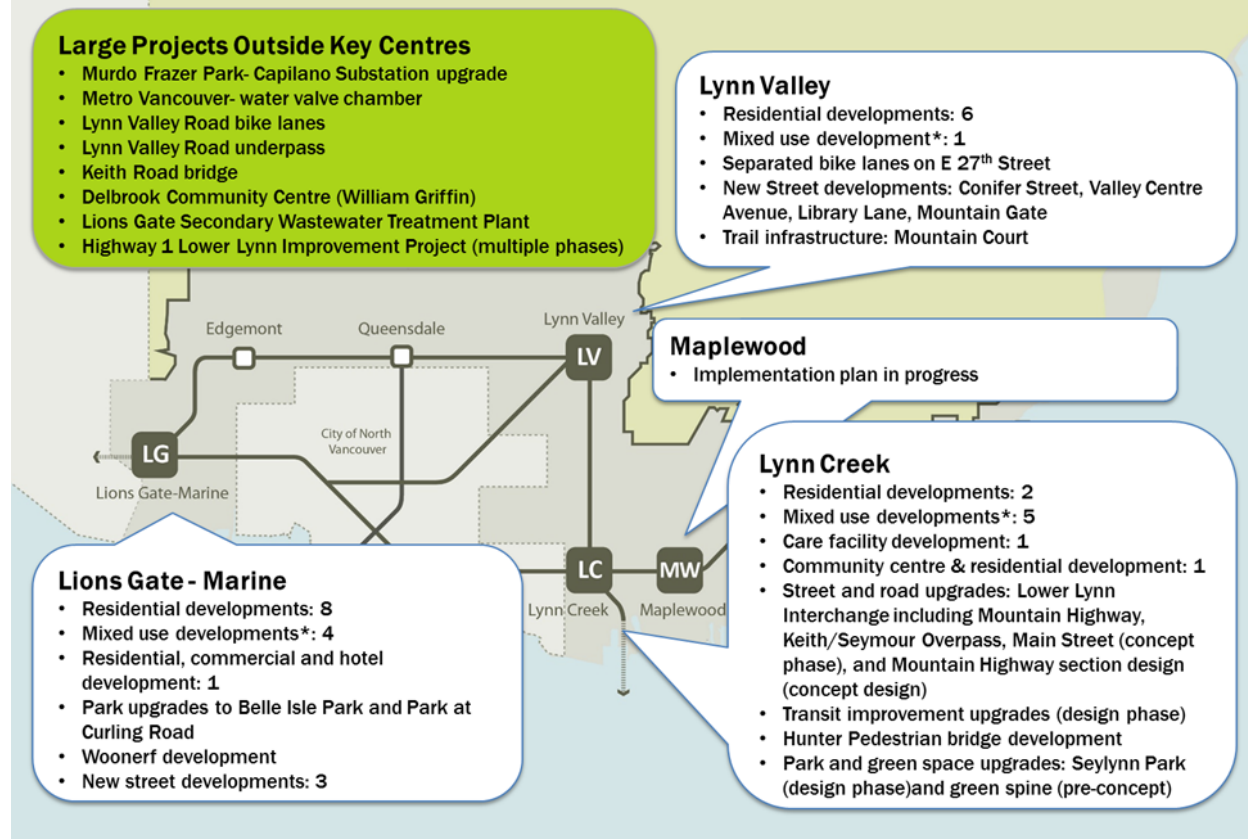 Large Projects Outside Key Centres
• Murdo Frazer Park- Capilano Substation upgrade
• Metro Vancouver- water valve chamber
• Lynn Valley Road bike lanes
• Lynn Valley Road underpass
• Keith Road bridge
• Delbrook Community Centre (William Griffin)
• Lions Gate Secondary Wastewater Treatment Plant
• Highway 1 Lower Lynn Improvement Project (multiple phases)
Lynn Valley
• Residential developments: 6
• Mixed use development*: 1
• Separated bike lanes on E 27th Street
• New Street developments: Conifer Street, Valley Centre
Avenue, Library Lane, Mountain Gate
• Trail infrastructure: Mountain Court
Edgemont
Queensdale
Lynn Valley
LV
Maplewood
• Implementation plan in progress
City of North
Vancouver
LG
Lions Gate-Marine
LC
MW
Lynn Creek
Maplewood
Lions Gate - Marine
• Residential developments: 8
• Mixed use developments*: 4
• Residential, commercial and hotel
development: 1
• Park upgrades to Belle Isle Park and Park at
Curling Road
• Woonerf development
• New street developments: 3
Lynn Creek
• Residential developments: 2
• Mixed use developments*: 5
• Care facility development: 1
• Community centre & residential development: 1
• Street and road upgrades: Lower Lynn
Interchange including Mountain Highway,
Keith/Seymour Overpass, Main Street (concept
phase), and Mountain Highway section design
(concept design)
• Transit improvement upgrades (design phase)
• Hunter Pedestrian bridge development
• Park and green space upgrades: Seylynn Park
(design phase)and green spine (pre-concept)